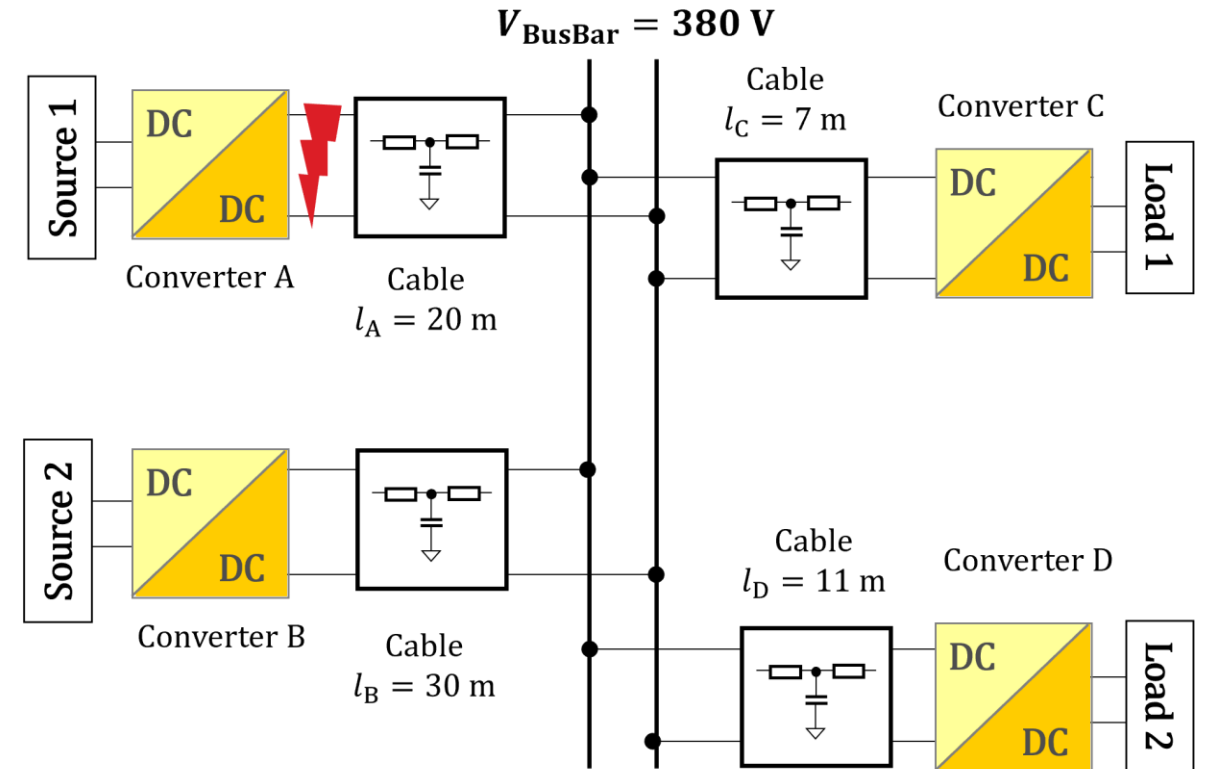 V_BusBar = 380 V
Source 1
DC
DC
Converter A
Cable
l_A = 20 m
Cable
l_C = 7 m
Converter C
DC
DC
Load 1
Source 2
DC
DC
Converter B
Cable
l_B = 30 m
Cable
l_D = 11 m
Converter D
DC
DC
Load 2